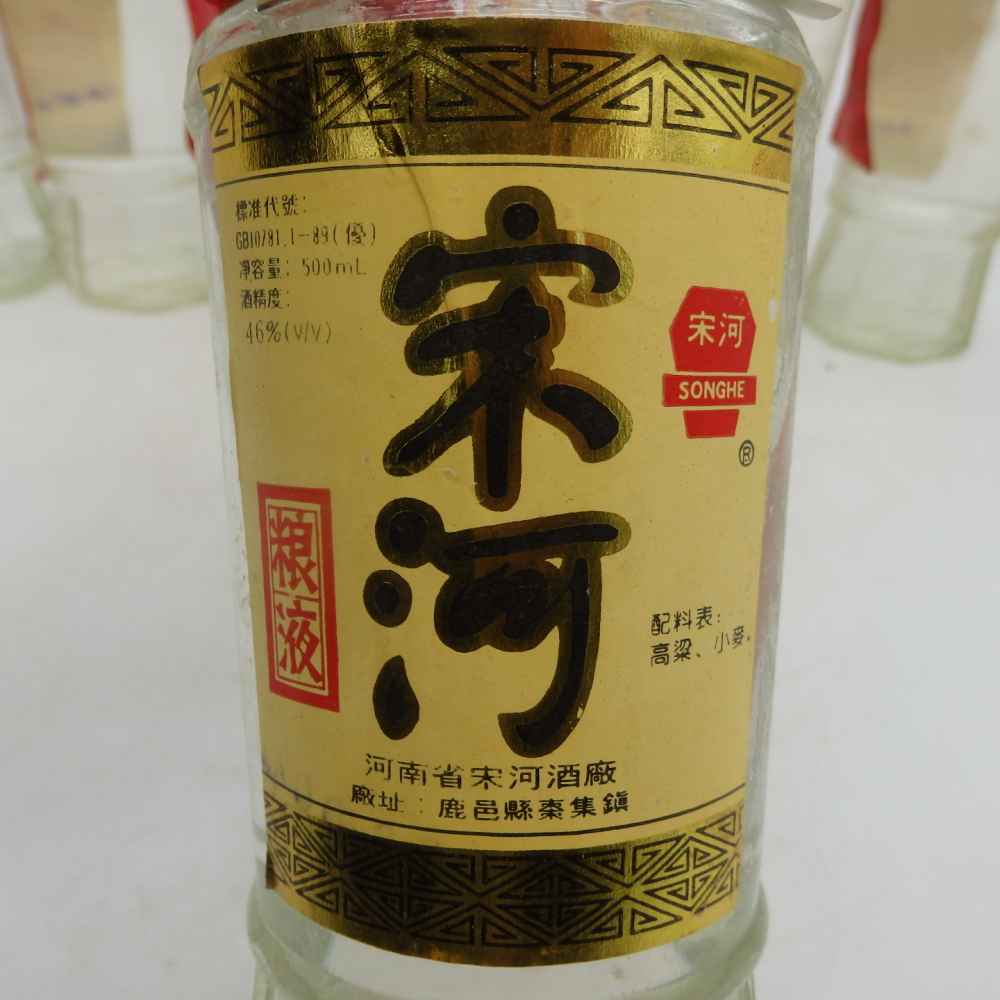 標准代號:
GB10781.1-89(優)
凈容量: 500mL
酒精度:
46%(V/V)
宋河
宋河
SONGHE
®
粮液
配料表:
高粱、小麥。
河南省宋河酒廠
廠址:鹿邑縣棗集鎮